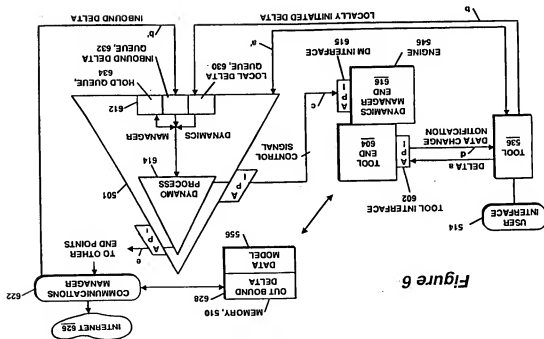 Figure 6
INTERNET 626
COMMUNICATIONS
MANAGER
622
MEMORY, 510
OUT BOUND
DELTA
628
DATA
MODEL
555
TO OTHER
END POINTS
e
A
P
I
501
DYNAMO
PROCESS
614
A
P
I
USER
INTERFACE
514
TOOL INTERFACE
602
TOOL
536
DELTA a
d
DATA CHANGE
NOTIFICATION
A
P
I
TOOL
END
604
DYNAMICS
MANAGER
END
616
ENGINE
546
A
P
I
DM INTERFACE
615
CONTROL
SIGNAL
c
DYNAMICS
MANAGER
612
LOCAL DELTA
QUEUE, 630
INBOUND DELTA
QUEUE, 632
HOLD QUEUE,
634
a'
b'
b
LOCALLY INITIATED DELTA
INBOUND DELTA